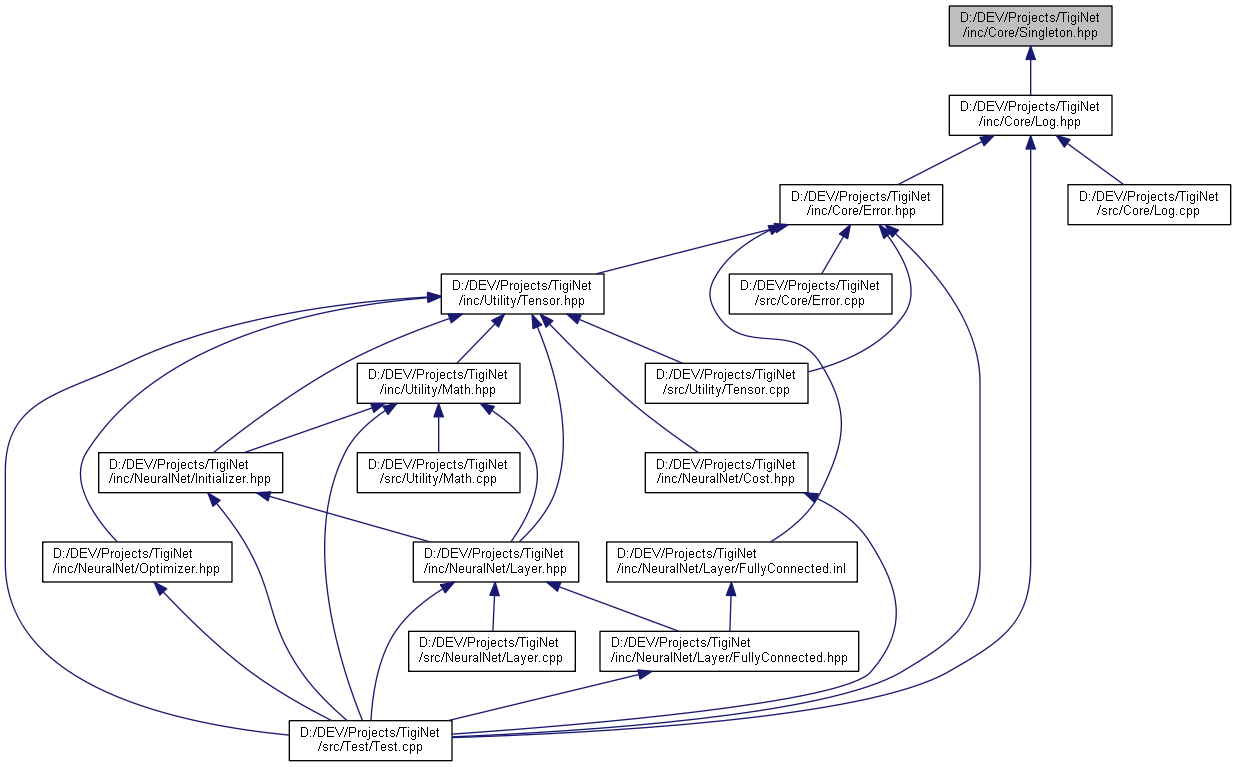 D:/DEV/Projects/TigiNet
/inc/Core/Singleton.hpp
D:/DEV/Projects/TigiNet
/inc/Core/Log.hpp
D:/DEV/Projects/TigiNet
/inc/Core/Error.hpp
D:/DEV/Projects/TigiNet
/src/Core/Log.cpp
D:/DEV/Projects/TigiNet
/inc/Utility/Tensor.hpp
D:/DEV/Projects/TigiNet
/src/Core/Error.cpp
D:/DEV/Projects/TigiNet
/inc/Utility/Math.hpp
D:/DEV/Projects/TigiNet
/src/Utility/Tensor.cpp
D:/DEV/Projects/TigiNet
/inc/NeuralNet/Initializer.hpp
D:/DEV/Projects/TigiNet
/src/Utility/Math.cpp
D:/DEV/Projects/TigiNet
/inc/NeuralNet/Cost.hpp
D:/DEV/Projects/TigiNet
/inc/NeuralNet/Optimizer.hpp
D:/DEV/Projects/TigiNet
/inc/NeuralNet/Layer.hpp
D:/DEV/Projects/TigiNet
/inc/NeuralNet/Layer/FullyConnected.inl
D:/DEV/Projects/TigiNet
/src/NeuralNet/Layer.cpp
D:/DEV/Projects/TigiNet
/inc/NeuralNet/Layer/FullyConnected.hpp
D:/DEV/Projects/TigiNet
/src/Test/Test.cpp